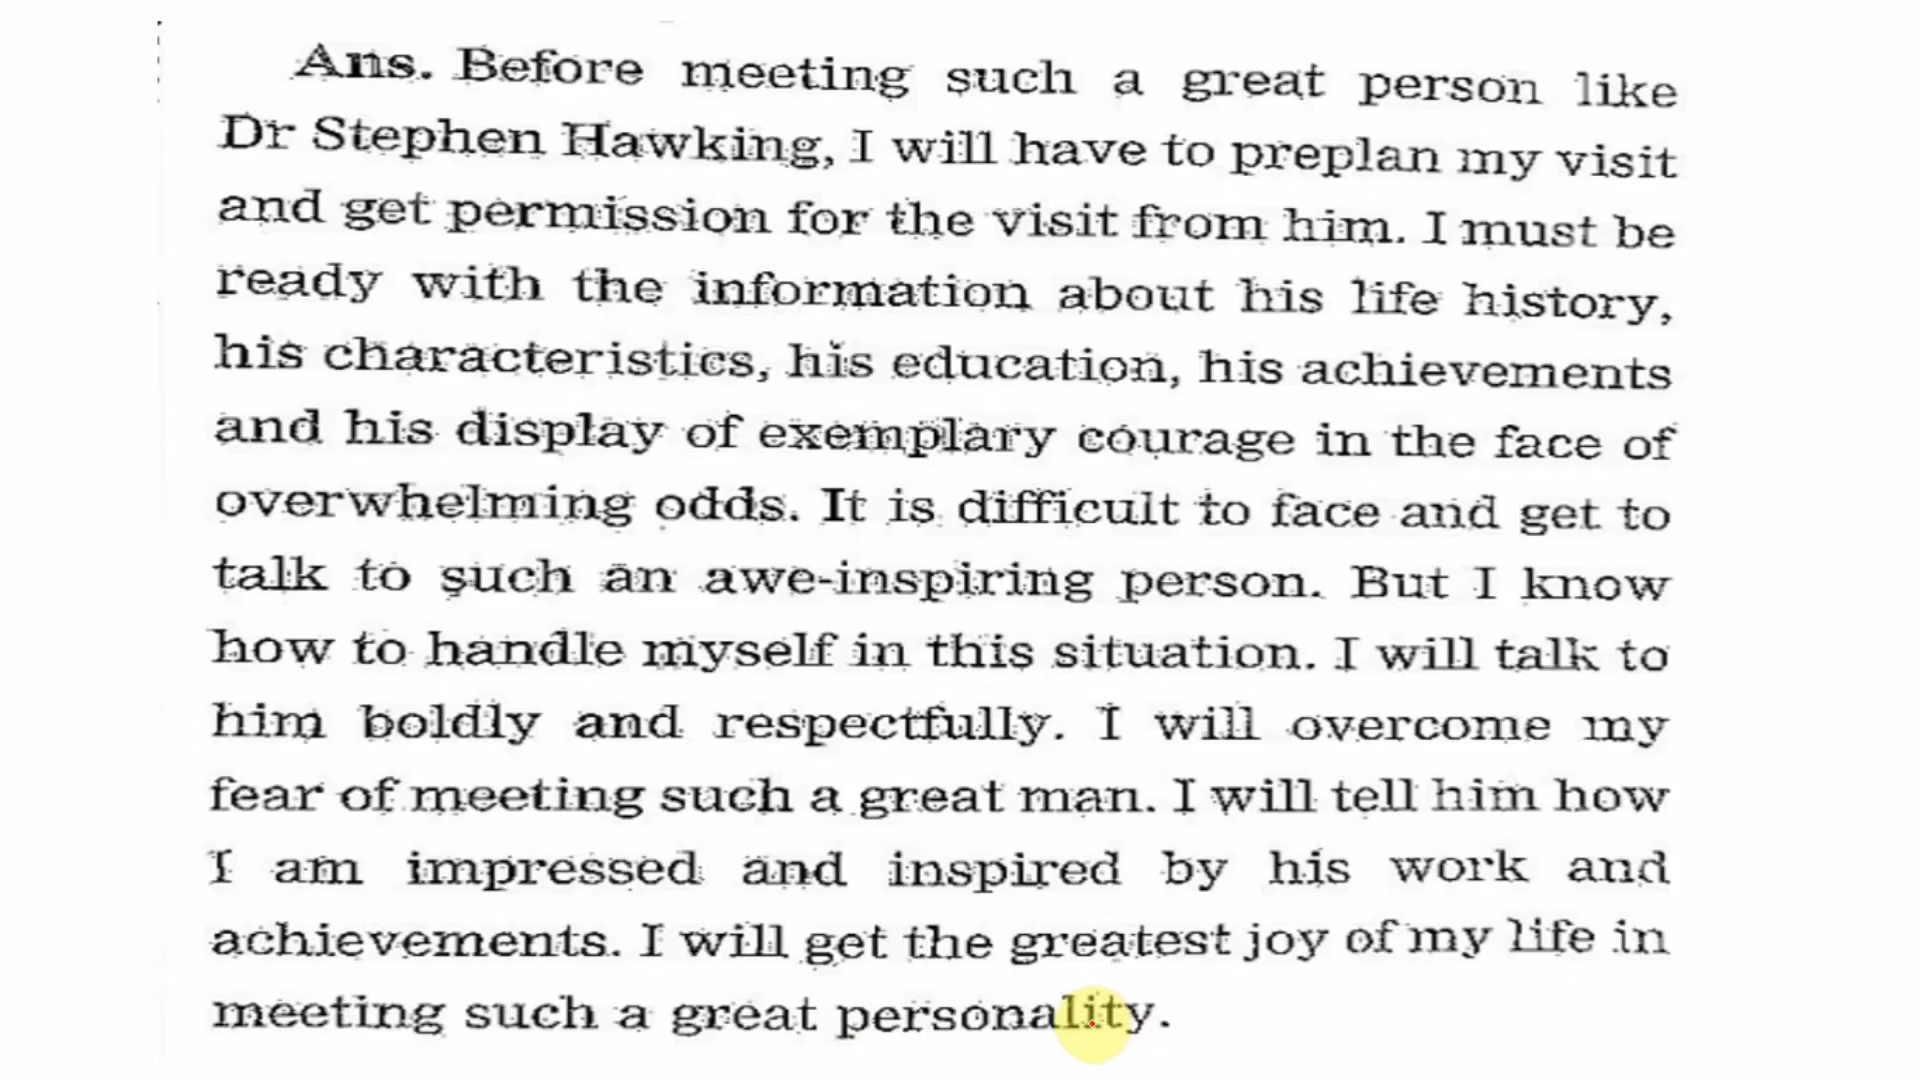 Ans. Before meeting such a great person like
Dr Stephen Hawking, I will have to preplan my visit
and get permission for the visit from him. I must be
ready with the information about his life history,
his characteristics, his education, his achievements
and his display of exemplary courage in the face of
overwhelming odds. It is difficult to face and get to
talk to such an awe-inspiring person. But I know
how to handle myself in this situation. I will talk to
him boldly and respectfully. I will overcome my
fear of meeting such a great man. I will tell him how
I am impressed and inspired by his work and
achievements. I will get the greatest joy of my life in
meeting such a great personality.